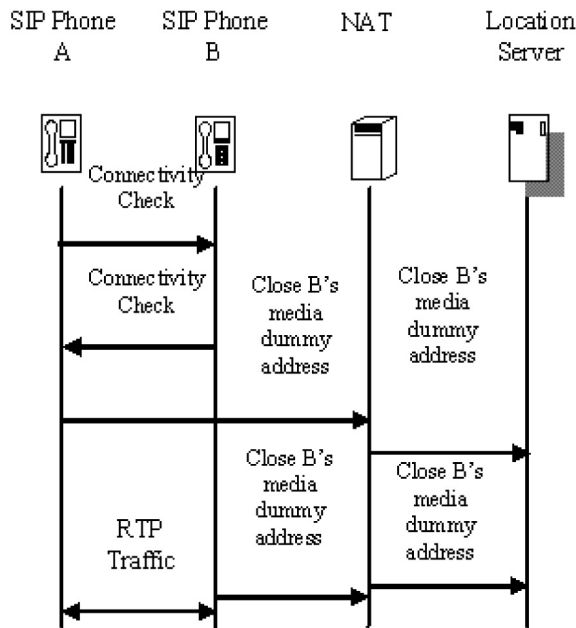 SIP Phone
A
SIP Phone
B
NAT
Location
Server
Connectivity
Check
Connectivity
Check
Close B's
media
dummy
address
Close B's
media
dummy
address
Close B's
media
dummy
address
Close B's
media
dummy
address
RTP
Traffic